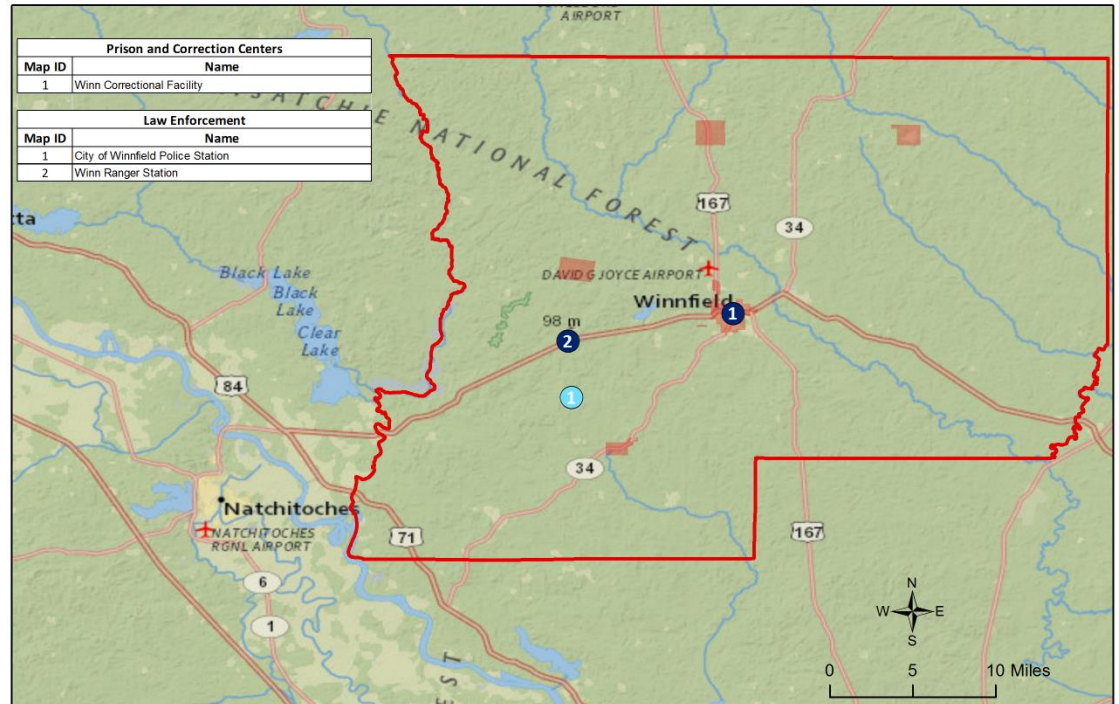 AIRPORT
Prison and Correction Centers
Map ID Name
1 Winn Correctional Facility
Law Enforcement
Map ID Name
1 City of Winnfield Police Station
2 Winn Ranger Station
SATCHIE NATIONAL FOREST
167
34
tta
DAVID G JOYCE AIRPORT
Black Lake
Black
Lake
Winnfield
1
98 m
Clear
Lake
2
84
1
34
Natchitoches
NATCHITOCHES
RGNL AIRPORT
71
167
6
1
N
W E
S
0 5 10 Miles
EST